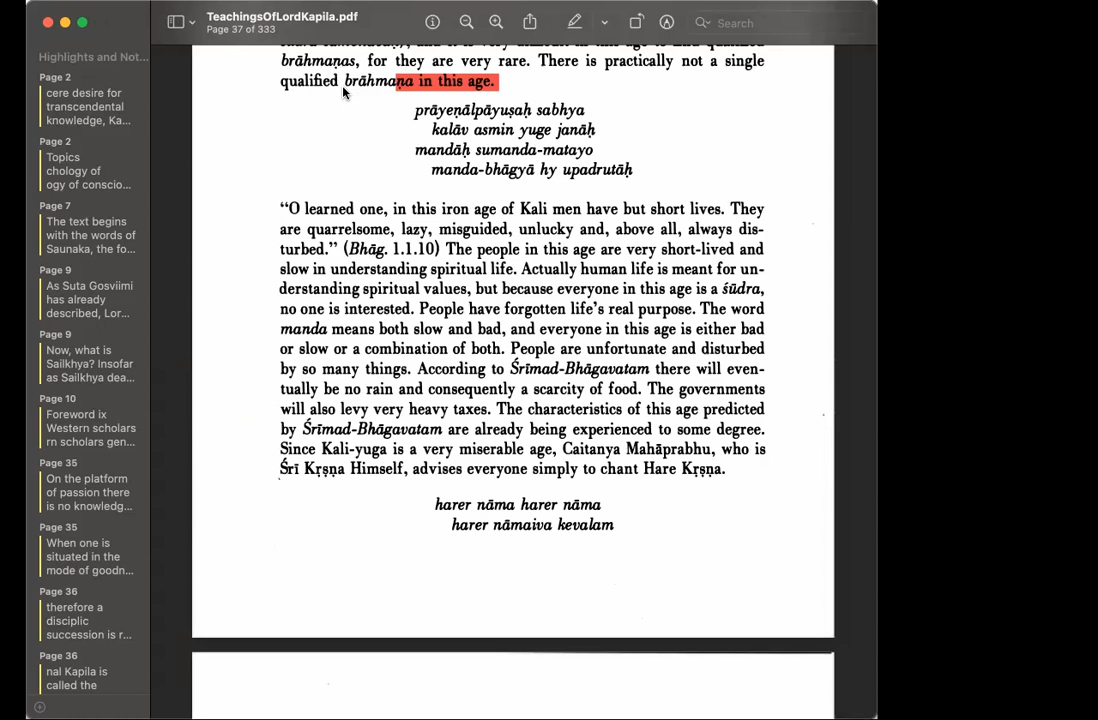 TeachingsOfLordKapila.pdf
Page 37 of 333
Search
Highlights and Not...
Page 2
cere desire for
transcendental
knowledge, Ka...
Page 2
Topics
chology of
ogy of conscio...
Page 7
The text begins
with the words of
Saunaka, the fo...
Page 9
As Suta Gosviimi
has already
described, Lor...
Page 9
Now, what is
Sailkhya? Insofar
as Sailkhya dea...
Page 10
Foreword ix
Western scholars
rn scholars gen...
Page 35
On the platform
of passion there
is no knowledg...
Page 35
When one is
situated in the
mode of goodn...
Page 36
therefore a
disciplic
succession is r...
Page 36
nal Kapila is
called the
brāhmaṇas, for they are very rare. There is practically not a single
qualified brāhmaṇa in this age.
prāyeṇālpāyuṣaḥ sabhya
kalāv asmin yuge janāḥ
mandāḥ sumanda-matayo
manda-bhāgyā hy upadrutāḥ
“O learned one, in this iron age of Kali men have but short lives. They
are quarrelsome, lazy, misguided, unlucky and, above all, always dis-
turbed.” (Bhāg. 1.1.10) The people in this age are very short-lived and
slow in understanding spiritual life. Actually human life is meant for un-
derstanding spiritual values, but because everyone in this age is a śūdra,
no one is interested. People have forgotten life’s real purpose. The word
manda means both slow and bad, and everyone in this age is either bad
or slow or a combination of both. People are unfortunate and disturbed
by so many things. According to Śrīmad-Bhāgavatam there will even-
tually be no rain and consequently a scarcity of food. The governments
will also levy very heavy taxes. The characteristics of this age predicted
by Śrīmad-Bhāgavatam are already being experienced to some degree.
Since Kali-yuga is a very miserable age, Caitanya Mahāprabhu, who is
Śrī Kṛṣṇa Himself, advises everyone simply to chant Hare Kṛṣṇa.
harer nāma harer nāma
harer nāmaiva kevalam